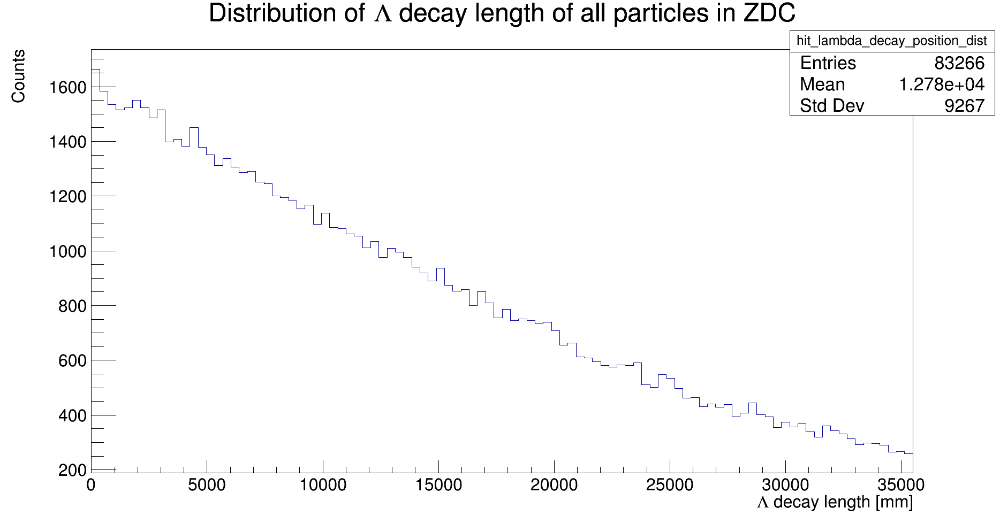 Distribution of Λ decay length of all particles in ZDC
hit_lambda_decay_position_dist
Entries 83266
Mean 1.278e+04
Std Dev 9267
Counts
1600
1400
1200
1000
800
600
400
200
0 5000 10000 15000 20000 25000 30000 35000
Λ decay length [mm]